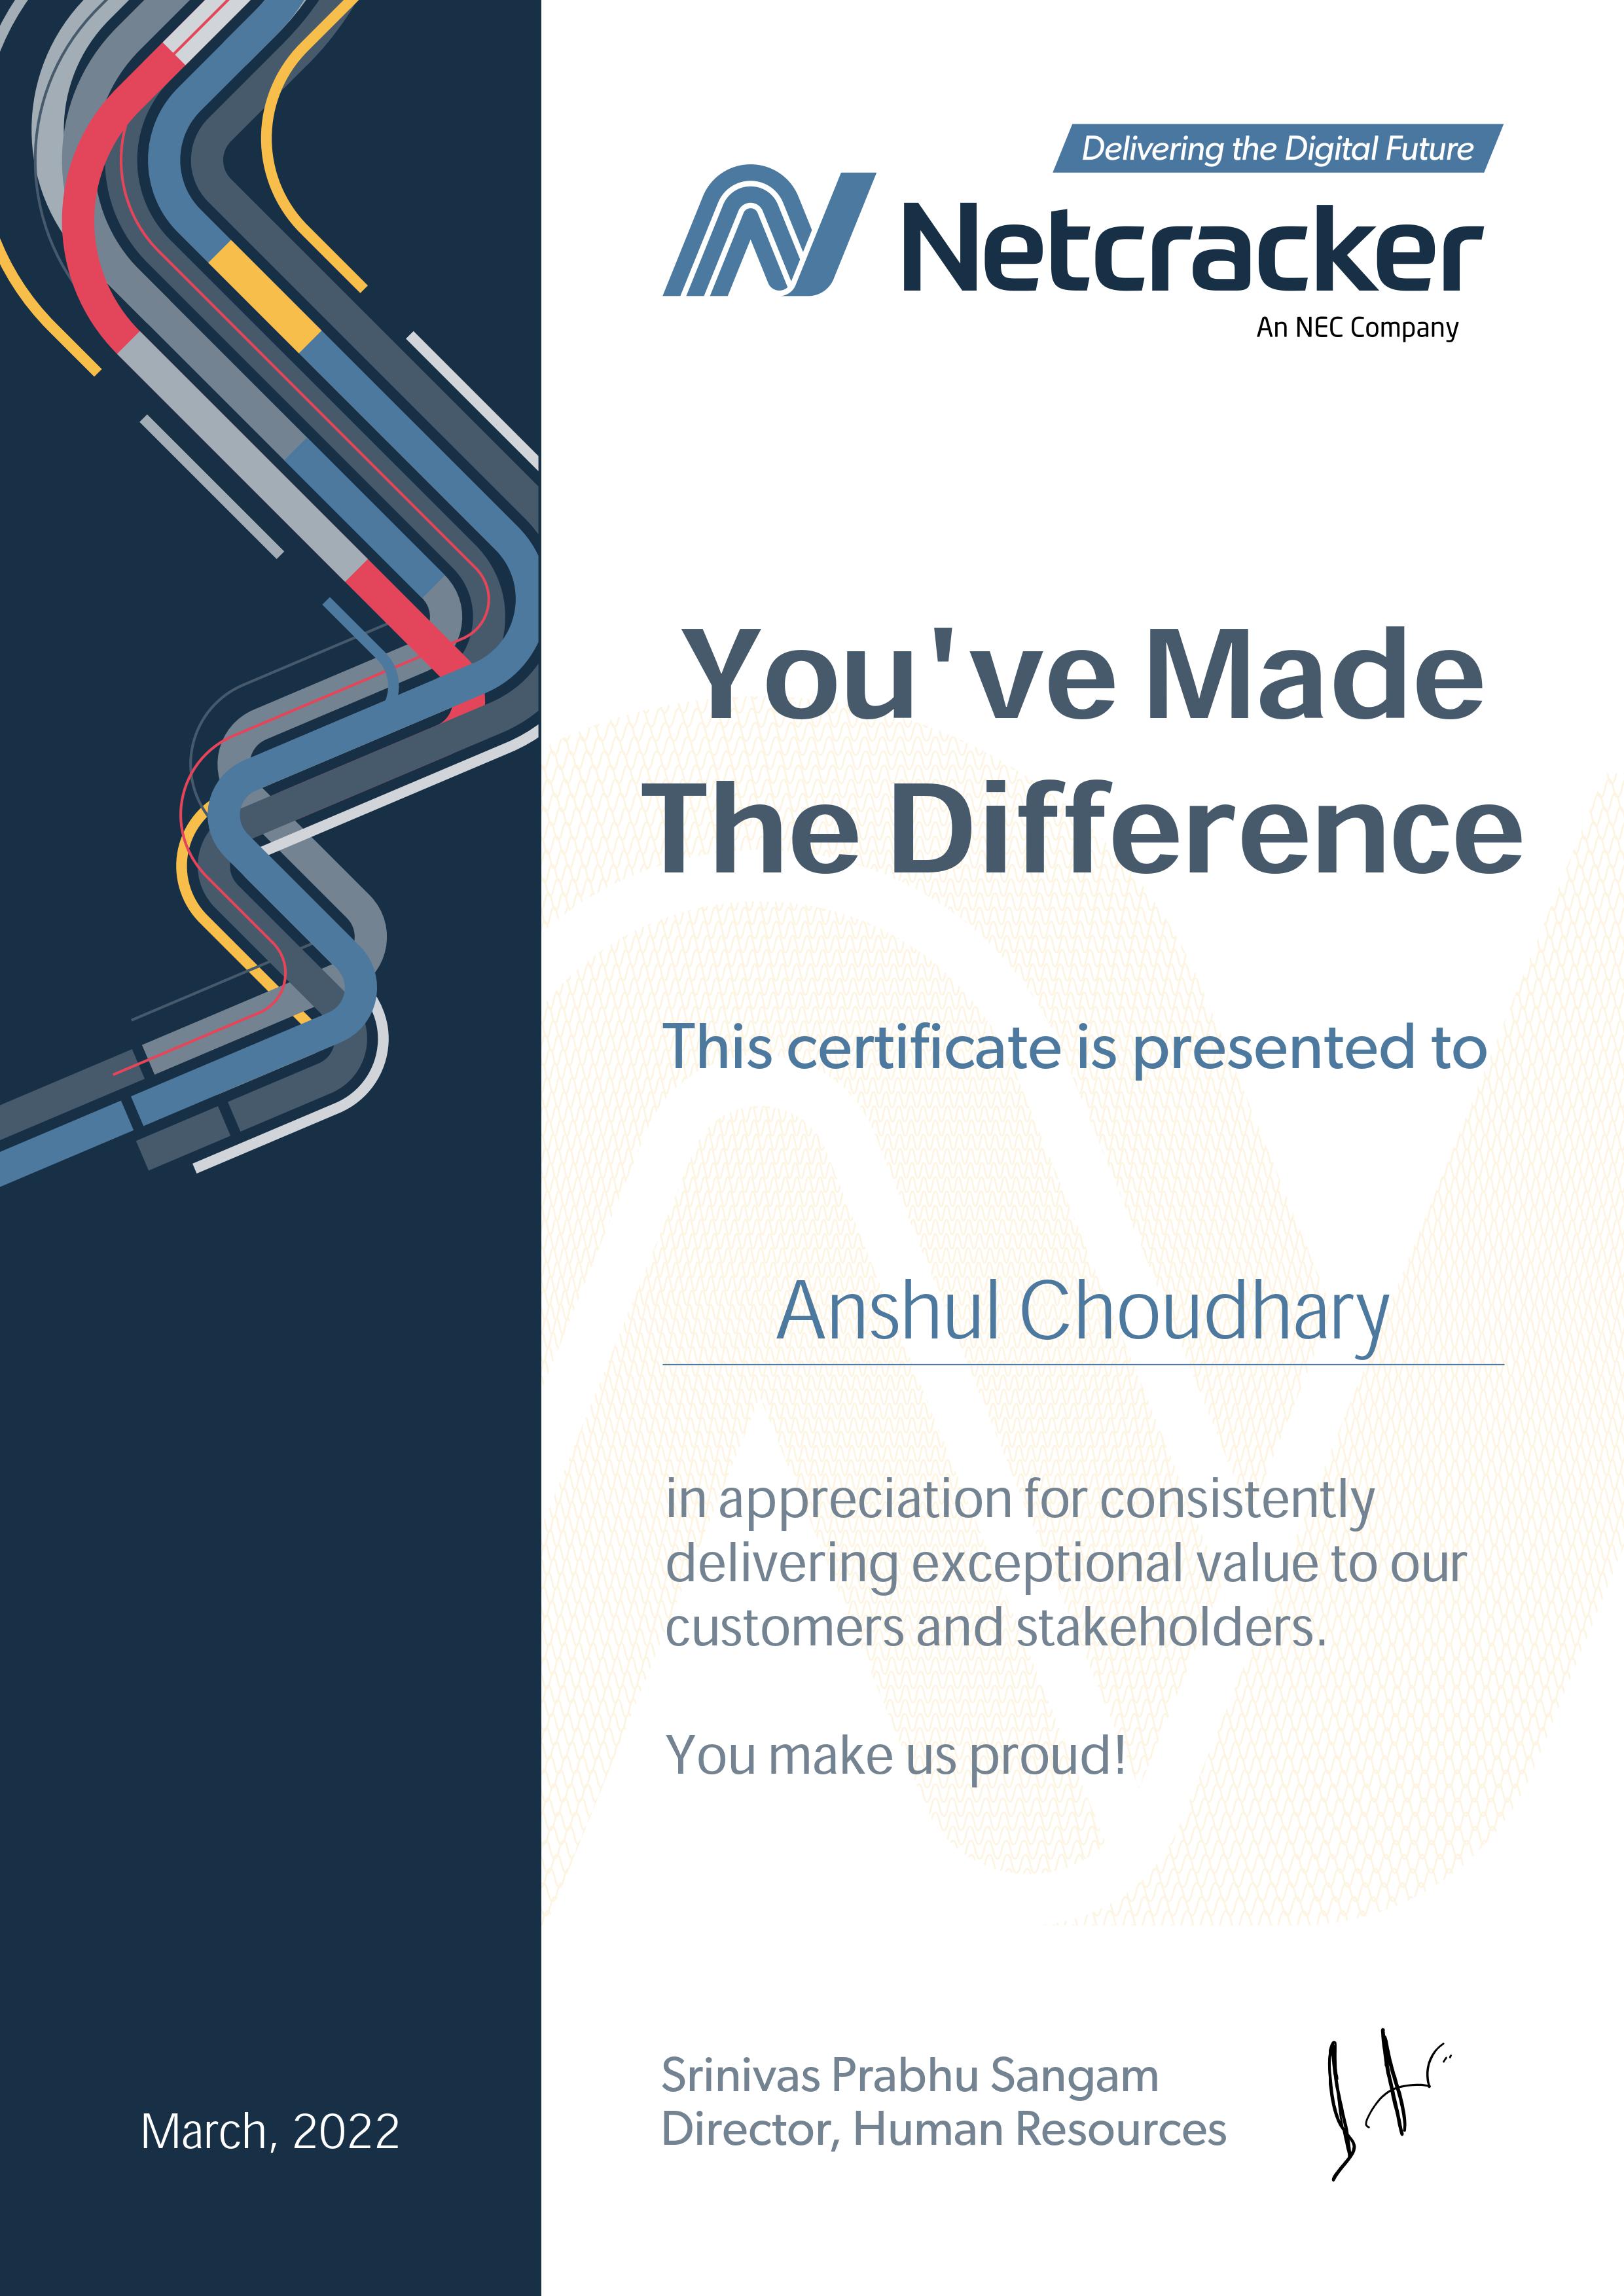 Delivering the Digital Future
Netcracker
An NEC Company
You've Made
The Difference
This certificate is presented to
Anshul Choudhary
in appreciation for consistently
delivering exceptional value to our
customers and stakeholders.
You make us proud!
Srinivas Prabhu Sangam
Director, Human Resources
March, 2022